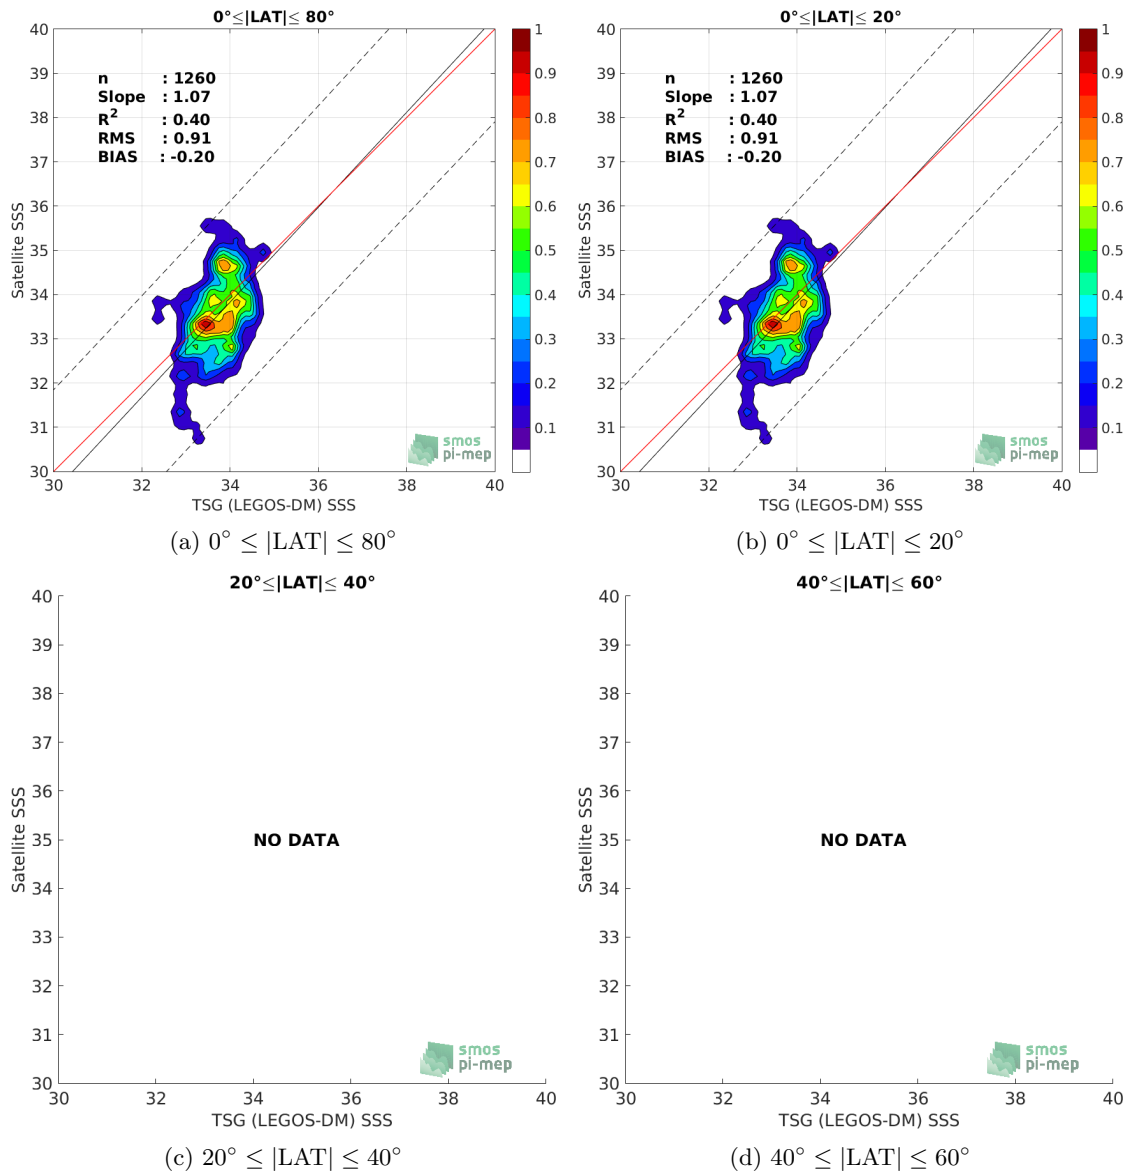 0°≤|LAT|≤ 80°
40
39
38
37
36
35
34
33
32
31
30
Satellite SSS
n : 1260
Slope : 1.07
R² : 0.40
RMS : 0.91
BIAS : -0.20
smos
pi-mep
30 32 34 36 38 40
TSG (LEGOS-DM) SSS
1
0.9
0.8
0.7
0.6
0.5
0.4
0.3
0.2
0.1
(a) 0° ≤ |LAT| ≤ 80°
0°≤|LAT|≤ 20°
40
39
38
37
36
35
34
33
32
31
30
Satellite SSS
n : 1260
Slope : 1.07
R² : 0.40
RMS : 0.91
BIAS : -0.20
smos
pi-mep
30 32 34 36 38 40
TSG (LEGOS-DM) SSS
1
0.9
0.8
0.7
0.6
0.5
0.4
0.3
0.2
0.1
(b) 0° ≤ |LAT| ≤ 20°
20°≤|LAT|≤ 40°
40
39
38
37
36
35
34
33
32
31
30
Satellite SSS
NO DATA
smos
pi-mep
30 32 34 36 38 40
TSG (LEGOS-DM) SSS
(c) 20° ≤ |LAT| ≤ 40°
40°≤|LAT|≤ 60°
40
39
38
37
36
35
34
33
32
31
30
Satellite SSS
NO DATA
smos
pi-mep
30 32 34 36 38 40
TSG (LEGOS-DM) SSS
(d) 40° ≤ |LAT| ≤ 60°